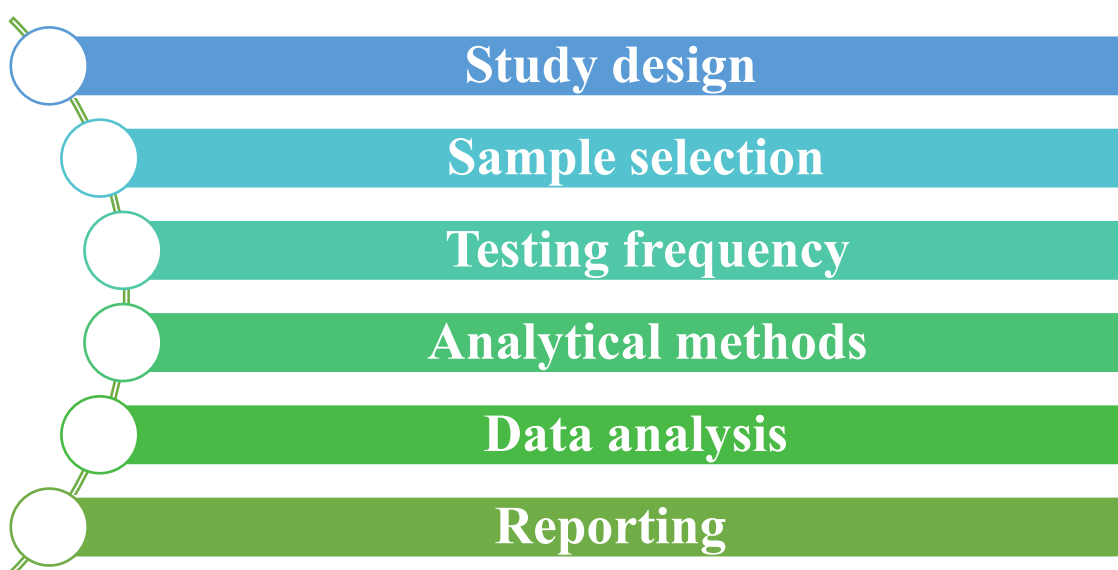 Study design
Sample selection
Testing frequency
Analytical methods
Data analysis
Reporting